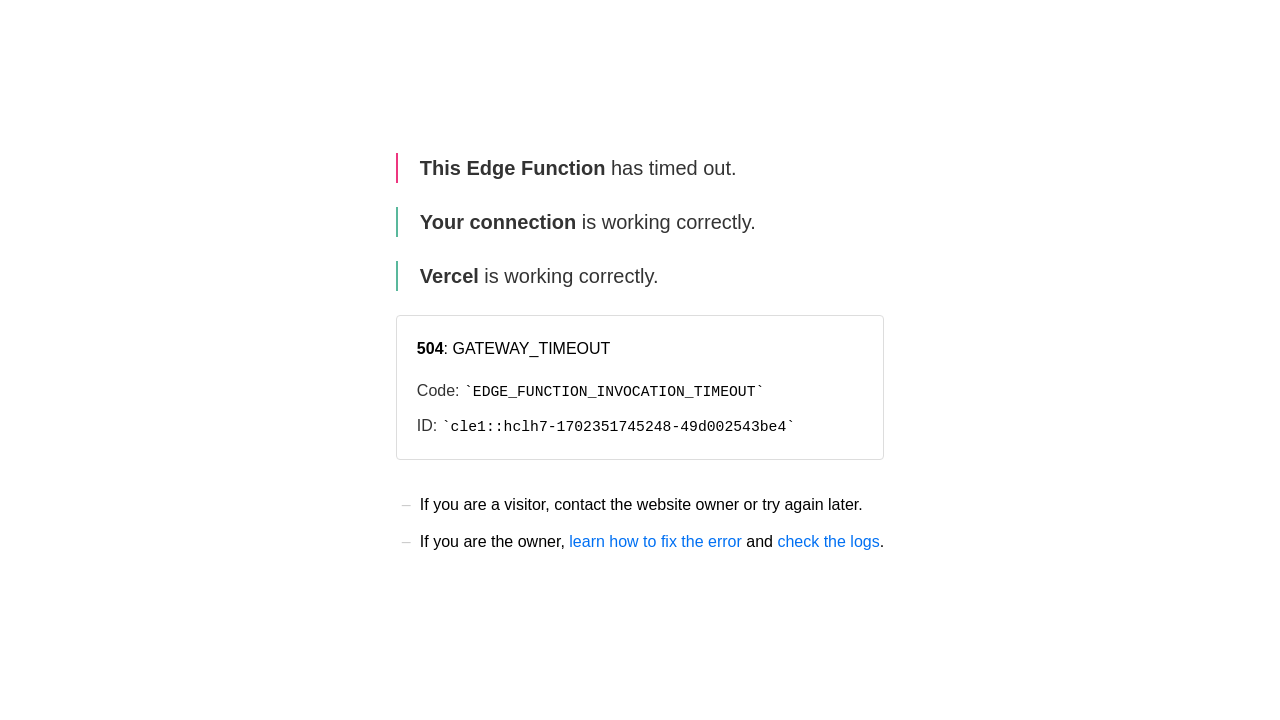 This Edge Function has timed out.
Your connection is working correctly.
Vercel is working correctly.
504: GATEWAY_TIMEOUT
Code: `EDGE_FUNCTION_INVOCATION_TIMEOUT`
ID: `cle1::hclh7-1702351745248-49d002543be4`
– If you are a visitor, contact the website owner or try again later.
– If you are the owner, learn how to fix the error and check the logs.